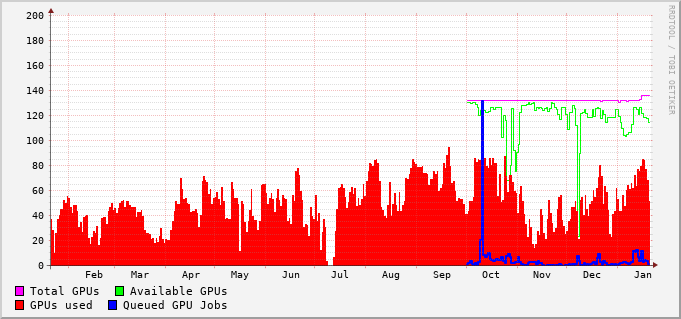 200
180
160
140
120
100
80
60
40
20
0
Feb Mar Apr May Jun Jul Aug Sep Oct Nov Dec Jan
Total GPUs Available GPUs
GPUs used Queued GPU Jobs
RRDTOOL / TOBI OETIKER